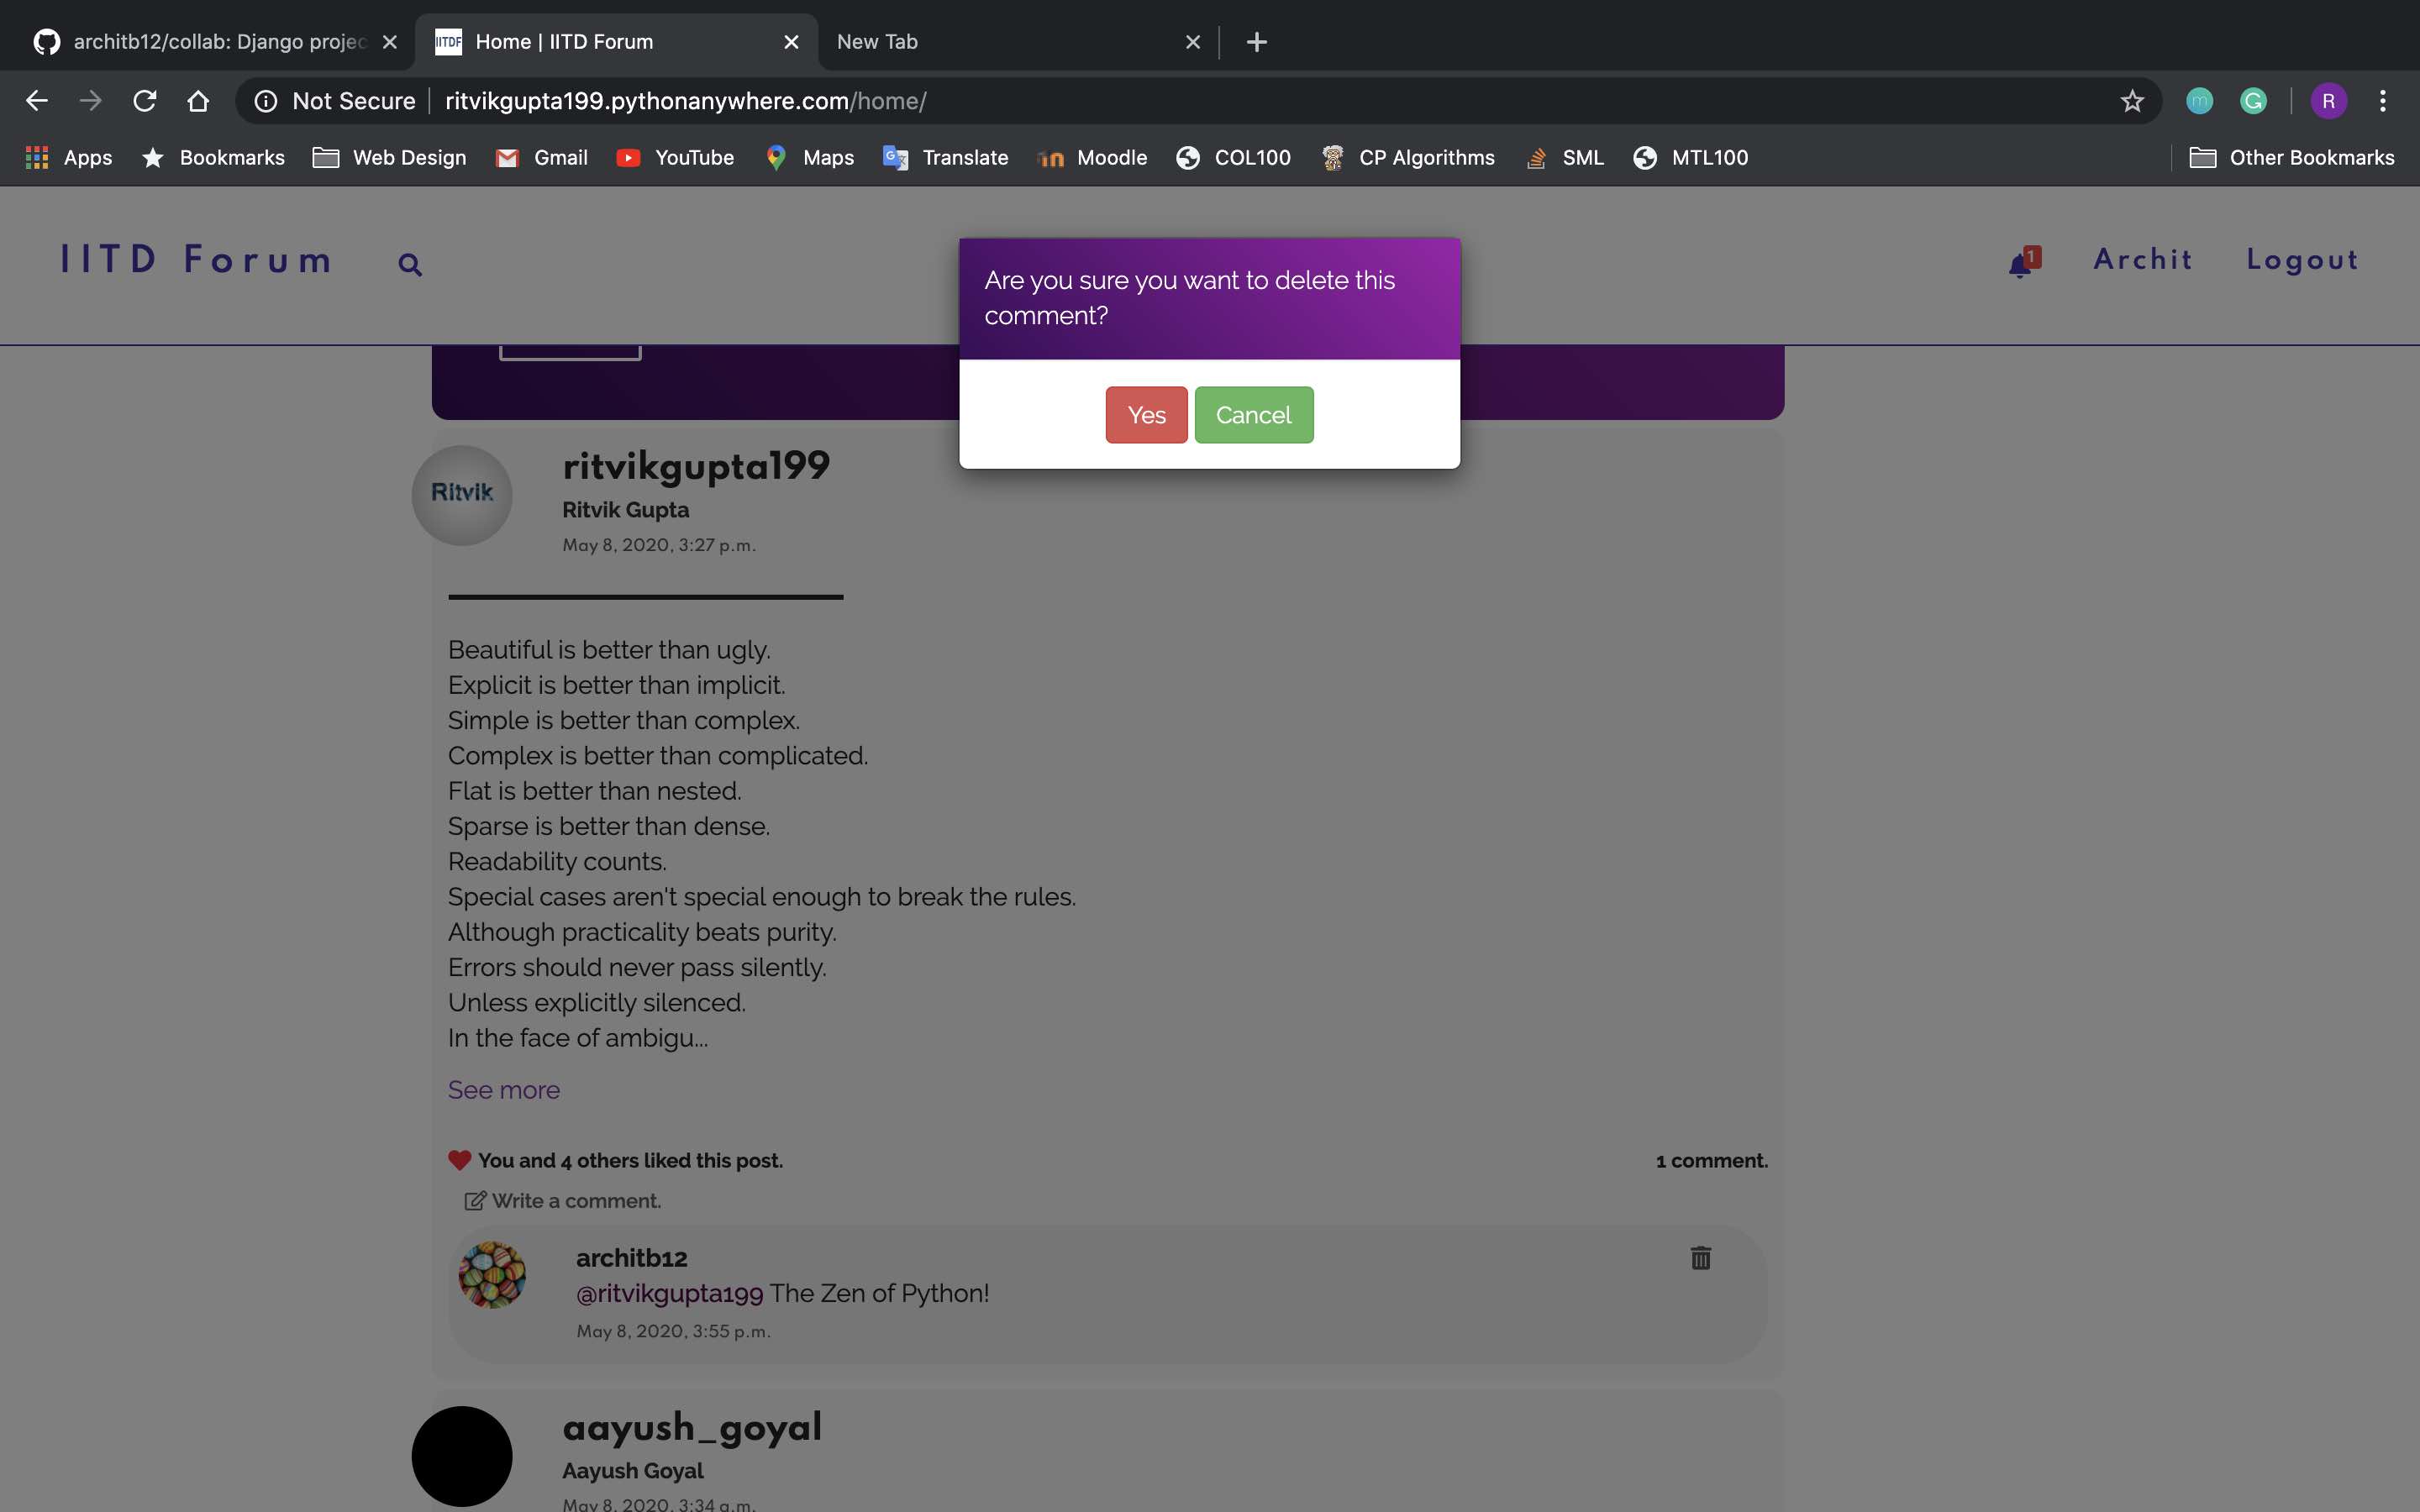 architb12/collab: Django projec
IITDF Home | IITD Forum
New Tab
Not Secure ritvikgupta199.pythonanywhere.com/home/
R
Apps Bookmarks Web Design Gmail YouTube Maps Translate Moodle COL100 CP Algorithms SML MTL100 Other Bookmarks
IITD Forum
1
Archit Logout
Are you sure you want to delete this
comment?
Yes Cancel
Ritvik
ritvikgupta199
Ritvik Gupta
May 8, 2020, 3:27 p.m.
Beautiful is better than ugly.
Explicit is better than implicit.
Simple is better than complex.
Complex is better than complicated.
Flat is better than nested.
Sparse is better than dense.
Readability counts.
Special cases aren't special enough to break the rules.
Although practicality beats purity.
Errors should never pass silently.
Unless explicitly silenced.
In the face of ambigu...
See more
You and 4 others liked this post. 1 comment.
Write a comment.
architb12
@ritvikgupta199 The Zen of Python!
May 8, 2020, 3:55 p.m.
aayush_goyal
Aayush Goyal
May 8, 2020, 3:34 a.m.